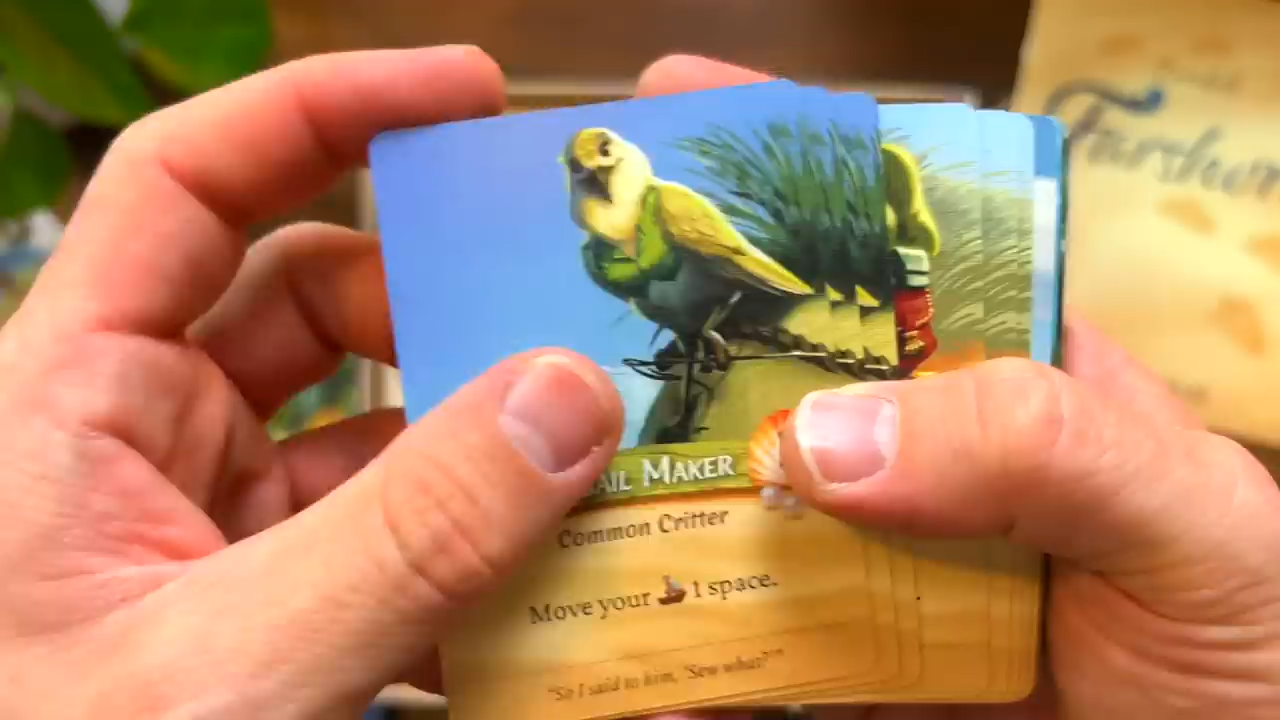 AIL MAKER
Common Critter
Move your 1 space.
"So I said to him, 'Sew what?'"